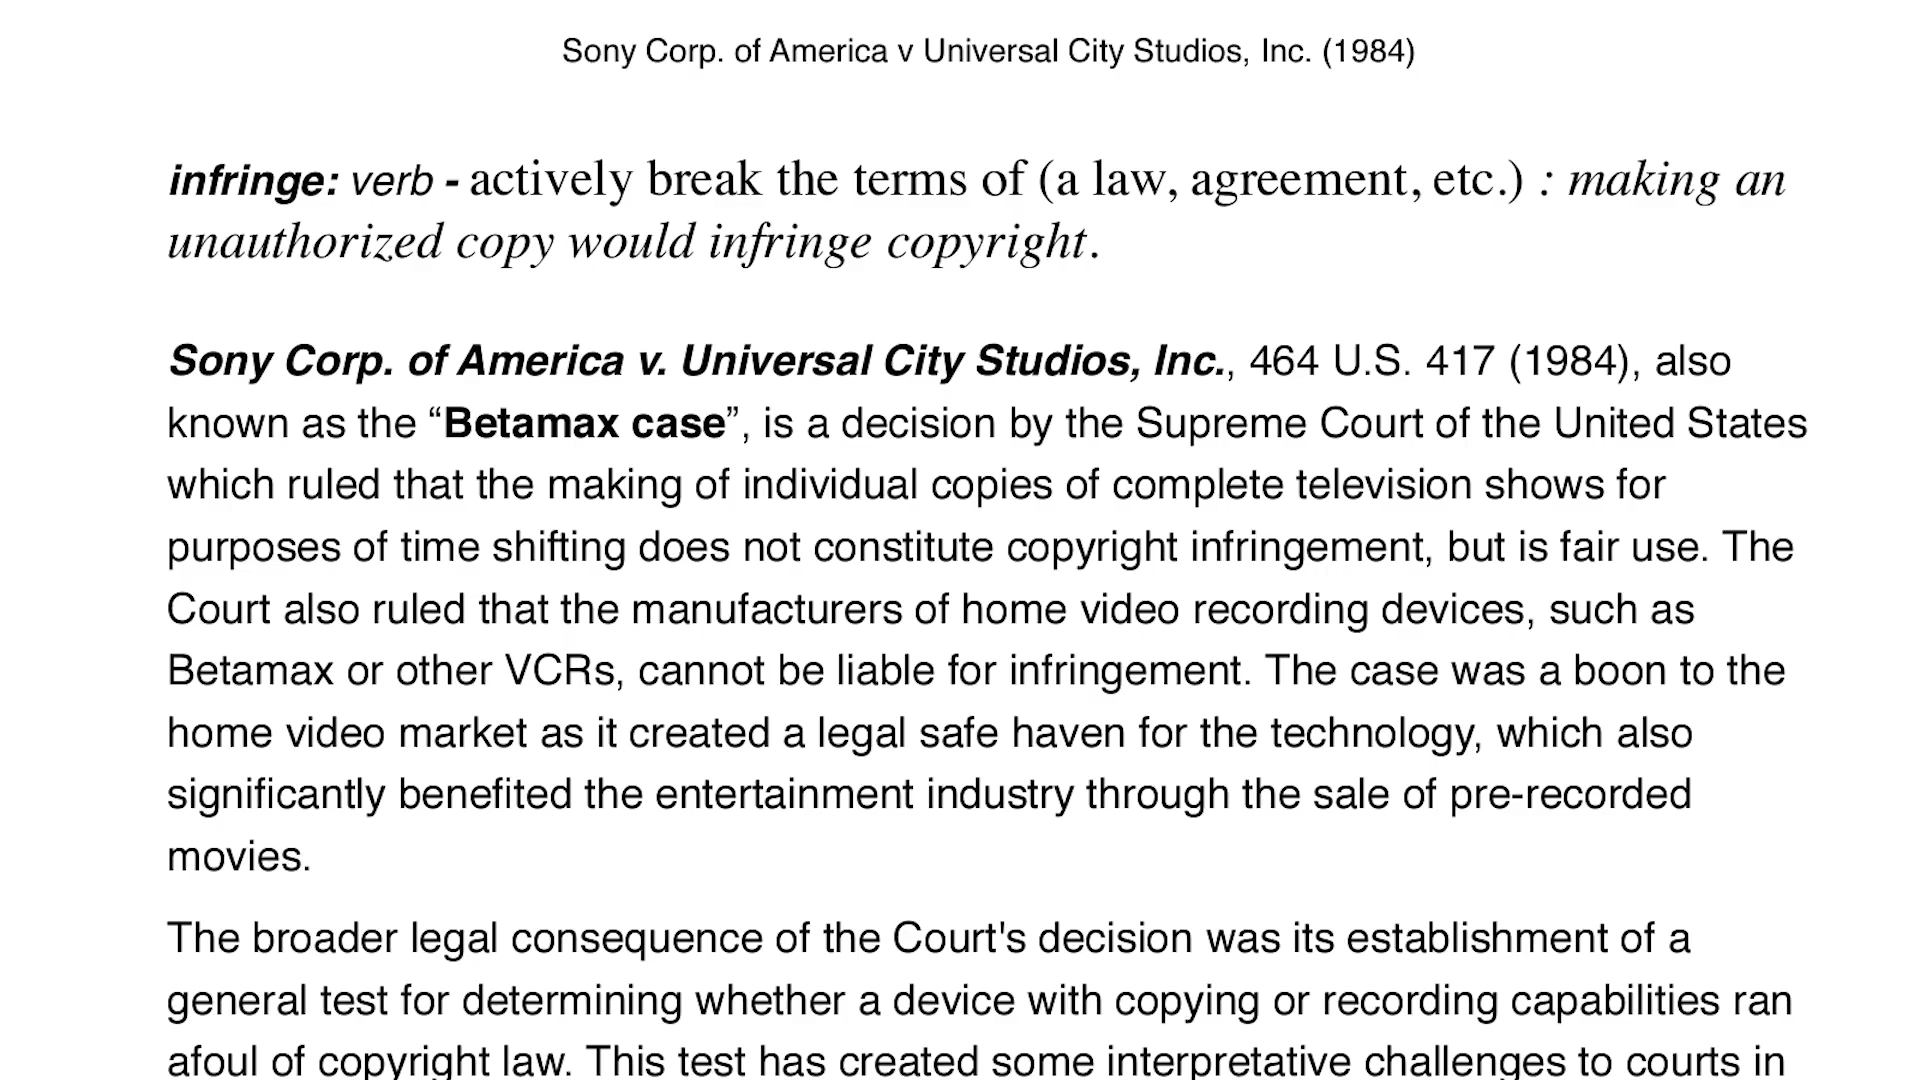 Sony Corp. of America v Universal City Studios, Inc. (1984)
infringe: verb - actively break the terms of (a law, agreement, etc.) : making an
unauthorized copy would infringe copyright.
Sony Corp. of America v. Universal City Studios, Inc., 464 U.S. 417 (1984), also
known as the “Betamax case”, is a decision by the Supreme Court of the United States
which ruled that the making of individual copies of complete television shows for
purposes of time shifting does not constitute copyright infringement, but is fair use. The
Court also ruled that the manufacturers of home video recording devices, such as
Betamax or other VCRs, cannot be liable for infringement. The case was a boon to the
home video market as it created a legal safe haven for the technology, which also
significantly benefited the entertainment industry through the sale of pre-recorded
movies.
The broader legal consequence of the Court's decision was its establishment of a
general test for determining whether a device with copying or recording capabilities ran
afoul of copyright law. This test has created some interpretative challenges to courts in